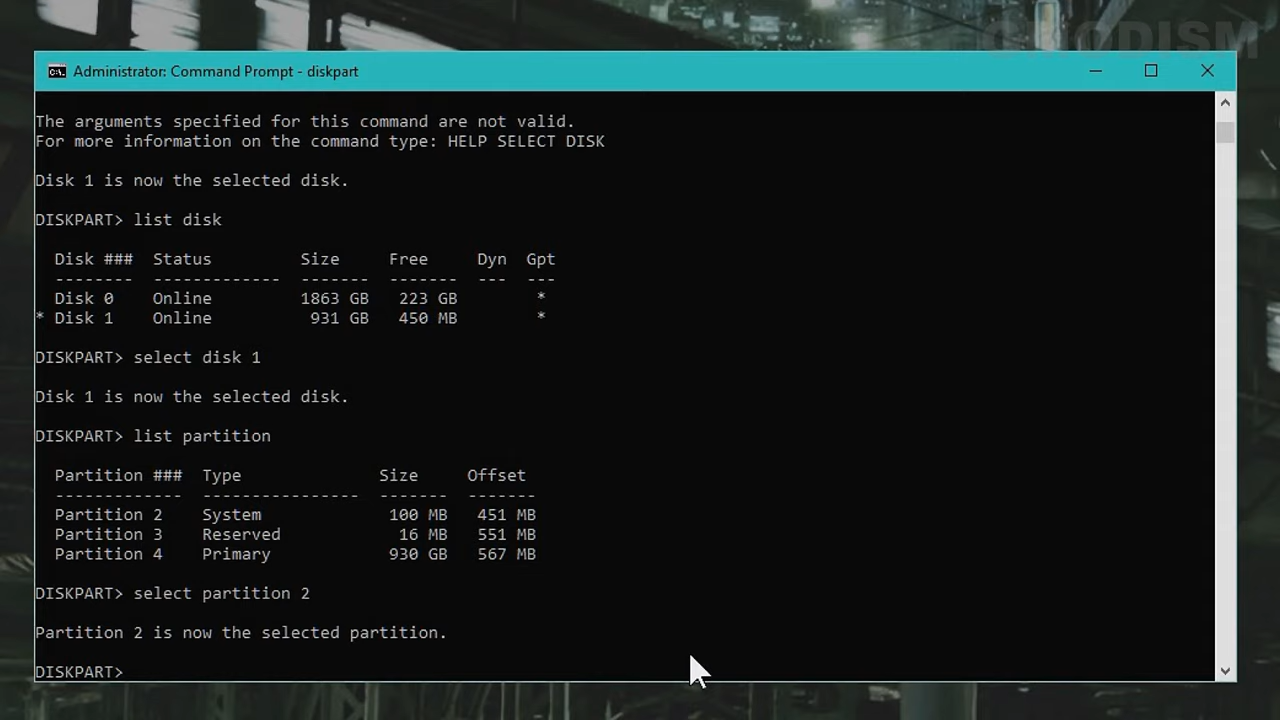 Administrator: Command Prompt - diskpart
The arguments specified for this command are not valid.
For more information on the command type: HELP SELECT DISK
Disk 1 is now the selected disk.
DISKPART> list disk
Disk ### Status Size Free Dyn Gpt
-------- ------------- ------- ------- --- ---
Disk 0 Online 1863 GB 223 GB *
* Disk 1 Online 931 GB 450 MB *
DISKPART> select disk 1
Disk 1 is now the selected disk.
DISKPART> list partition
Partition ### Type Size Offset
------------- ---------------- ------- -------
Partition 2 System 100 MB 451 MB
Partition 3 Reserved 16 MB 551 MB
Partition 4 Primary 930 GB 567 MB
DISKPART> select partition 2
Partition 2 is now the selected partition.
DISKPART>